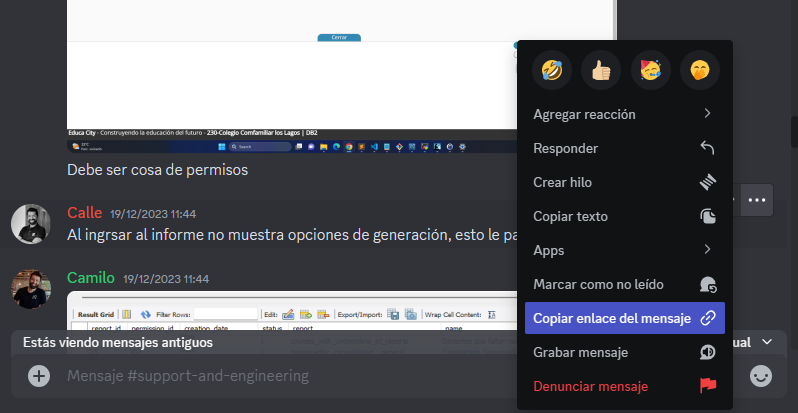 Cerrar
Educa City - Construyendo la educación del futuro - 230-Colegio Comfamiliar los Lagos | DB2
Search
Debe ser cosa de permisos
Calle 19/12/2023 11:44
Al ingrsar al informe no muestra opciones de generación, esto le pa
Camilo 19/12/2023 11:44
Result Grid Filter Rows: Edit: Export/Import: Wrap Cell Content:
report_id permission_id creation_date status report name
Estás viendo mensajes antiguos
ual
Mensaje #support-and-engineering
Agregar reacción
Responder
Crear hilo
Copiar texto
Apps
Marcar como no leído
Copiar enlace del mensaje
Grabar mensaje
Denunciar mensaje